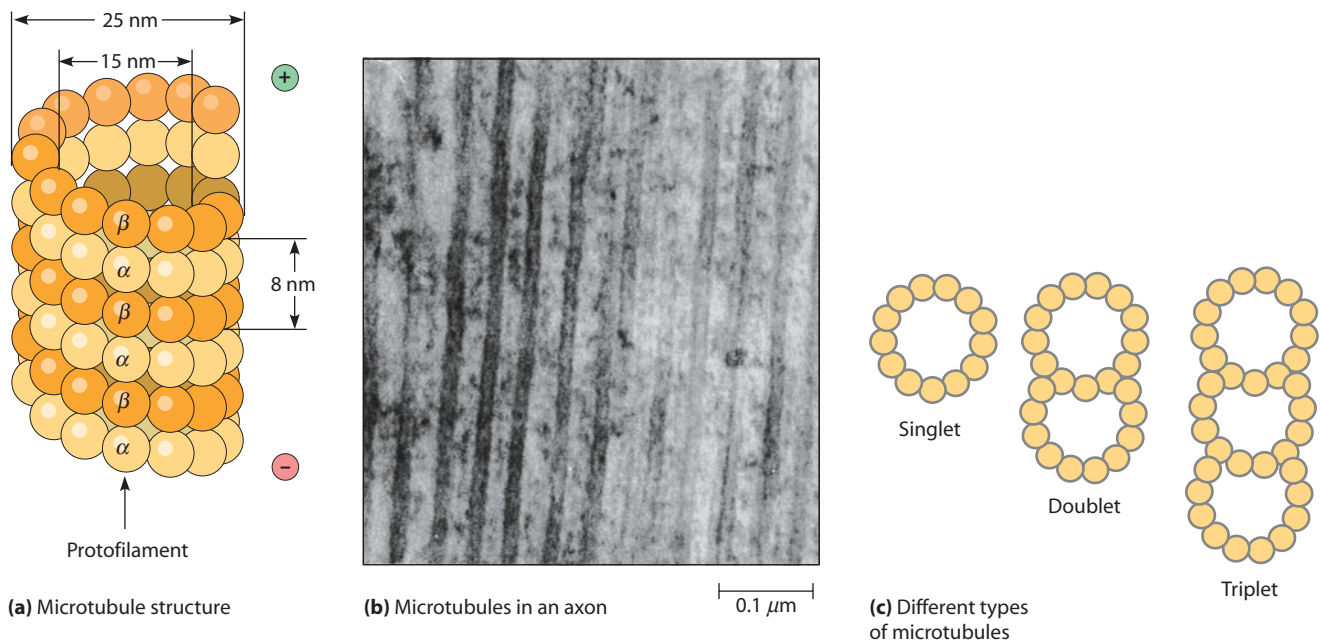 25 nm
15 nm
+
β
α
8 nm
β
α
β
α
−
Protofilament
(a) Microtubule structure
0.1 μm
(b) Microtubules in an axon
Singlet
Doublet
Triplet
(c) Different types
of microtubules